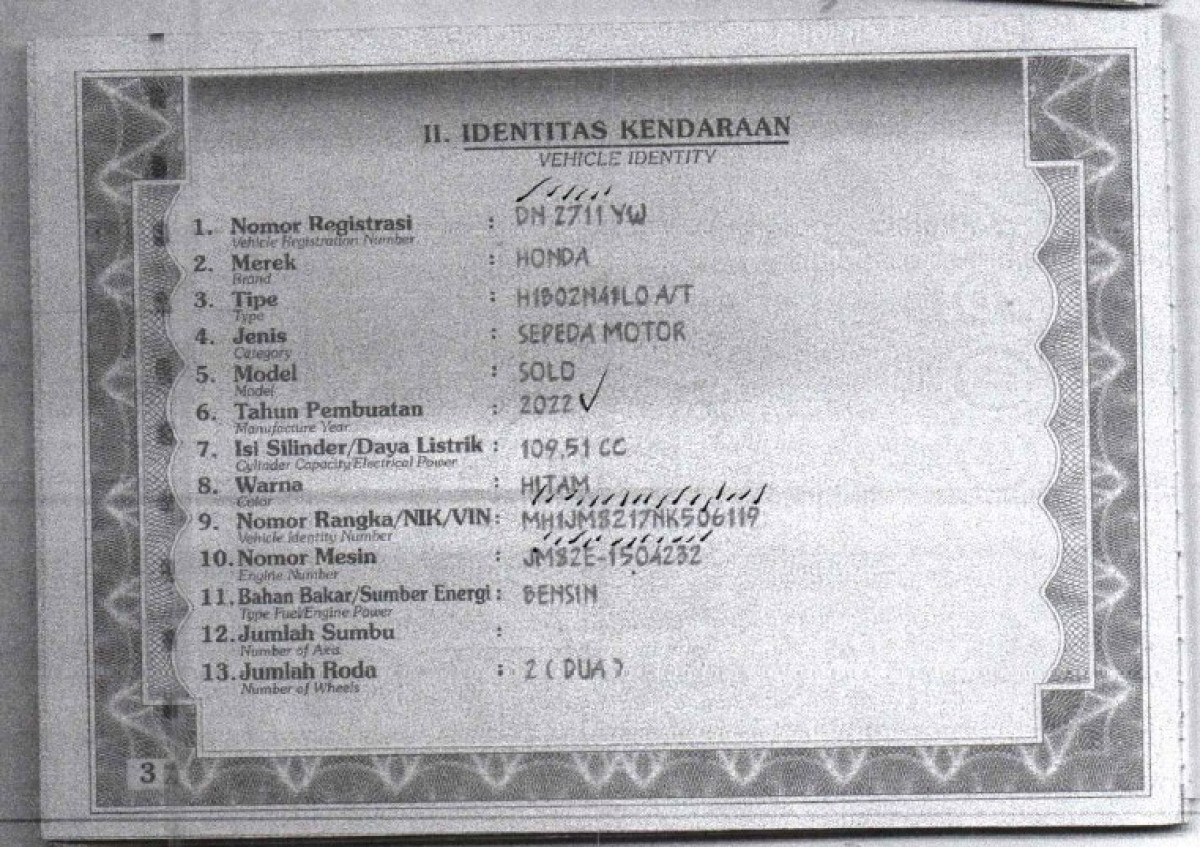 II. IDENTITAS KENDARAAN
VEHICLE IDENTITY
1. Nomor Registrasi : DN 2711 YW
Vehicle Registration Number
2. Merek : HONDA
Brand
3. Tipe : H1B02N41L0 A/T
Type
4. Jenis : SEPEDA MOTOR
Category
5. Model : SOLO
Model
6. Tahun Pembuatan : 2022
Manufacture Year
7. Isi Silinder/Daya Listrik : 109,51 CC
Cylinder Capacity/Electrical Power
8. Warna : HITAM
Color
9. Nomor Rangka/NIK/VIN : MH1JM8217NK506119
Vehicle Identity Number
10. Nomor Mesin : JM82E-1504232
Engine Number
11. Bahan Bakar/Sumber Energi : BENSIN
Type Fuel/Engine Power
12. Jumlah Sumbu :
Number of Axis
13. Jumlah Roda : 2 ( DUA )
Number of Wheels
3